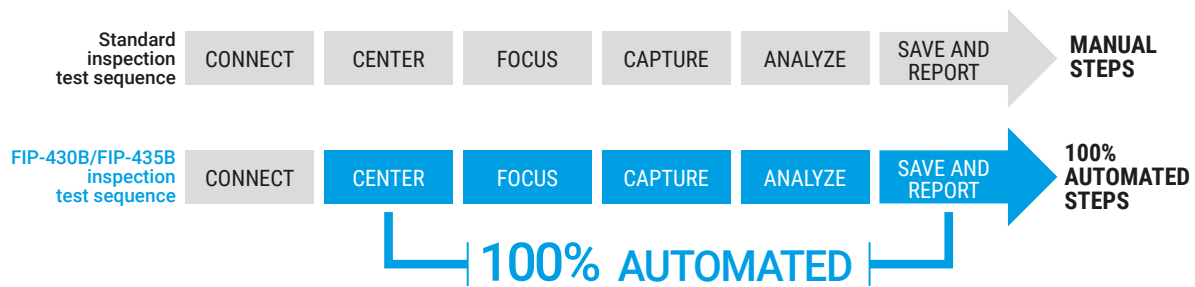 Standard
inspection
test sequence
CONNECT
CENTER
FOCUS
CAPTURE
ANALYZE
SAVE AND
REPORT
MANUAL
STEPS
FIP-430B/FIP-435B
inspection
test sequence
CONNECT
CENTER
FOCUS
CAPTURE
ANALYZE
SAVE AND
REPORT
100%
AUTOMATED
STEPS
100% AUTOMATED